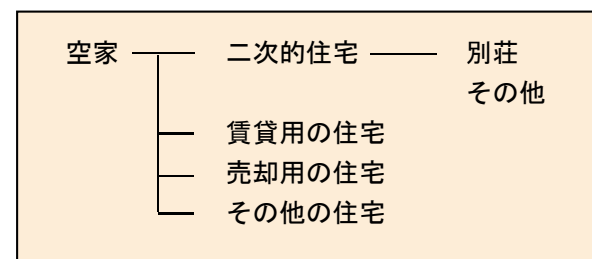 空家 二次的住宅 別荘
その他
賃貸用の住宅
売却用の住宅
その他の住宅